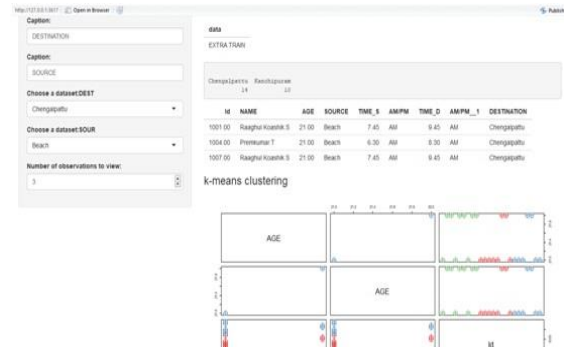 Open in Browser
Publish
Caption:
DESTINATION
Caption:
SOURCE
Choose a dataset:DEST
Chengalpattu
Choose a dataset:SOUR
Beach
Number of observations to view:
3
data
EXTRA TRAIN
Chengalpattu Kanchipuram
14 13
Id NAME AGE SOURCE TIME_S AM/PM TIME_D AM/PM__1 DESTINATION
1001.00 Raaghul Koashik.S 21.00 Beach 7.45 AM 9.45 AM Chengalpattu
1004.00 Premkumar T 21.00 Beach 6.30 AM 8.30 AM Chengalpattu
1007.00 Raaghul Koashik.S 21.00 Beach 7.45 AM 9.45 AM Chengalpattu
k-means clustering
AGE
AGE
Id